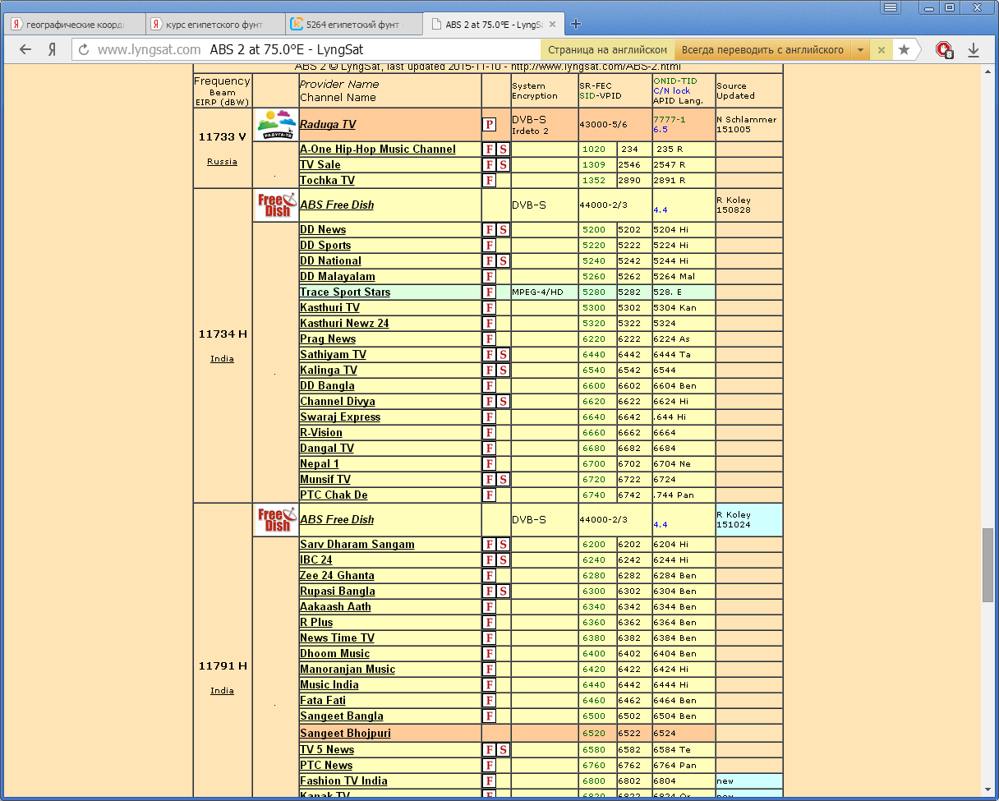 географические коорд
курс египетского фунт
5264 египетский фунт
ABS 2 at 75.0°E - LyngSa
www.lyngsat.com ABS 2 at 75.0°E - LyngSat
Страница на английском
Всегда переводить с английского
ABS 2 © LyngSat, last updated 2015-11-10 - http://www.lyngsat.com/ABS-2.html
Frequency
Beam
EIRP (dBW)
Provider Name
Channel Name
System
Encryption
SR-FEC
SID-VPID
ONID-TID
C/N lock
APID Lang.
Source
Updated
11733 V
Russia
РАДУГА-ТВ
Raduga TV P DVB-S Irdeto 2 43000-5/6 7777-1 6.5 N Schlammer 151005
A-One Hip-Hop Music Channel F S 1020 234 235 R
TV Sale F S 1309 2546 2547 R
Tochka TV F 1352 2890 2891 R
11734 H
India
Free Dish
ABS Free Dish DVB-S 44000-2/3 4.4 R Koley 150828
DD News F S 5200 5202 5204 Hi
DD Sports F 5220 5222 5224 Hi
DD National F S 5240 5242 5244 Hi
DD Malayalam F 5260 5262 5264 Mal
Trace Sport Stars F MPEG-4/HD 5280 5282 528. E
Kasthuri TV F 5300 5302 5304 Kan
Kasthuri Newz 24 F 5320 5322 5324
Prag News F 6220 6222 6224 As
Sathiyam TV F S 6440 6442 6444 Ta
Kalinga TV F S 6540 6542 6544
DD Bangla F 6600 6602 6604 Ben
Channel Divya F S 6620 6622 6624 Hi
Swaraj Express F 6640 6642 .644 Hi
R-Vision F 6660 6662 6664
Dangal TV F 6680 6682 6684
Nepal 1 F 6700 6702 6704 Ne
Munsif TV F S 6720 6722 6724
PTC Chak De F 6740 6742 .744 Pan
11791 H
India
Free Dish
ABS Free Dish DVB-S 44000-2/3 4.4 R Koley 151024
Sarv Dharam Sangam F S 6200 6202 6204 Hi
IBC 24 F S 6240 6242 6244 Hi
Zee 24 Ghanta F 6280 6282 6284 Ben
Rupasi Bangla F S 6300 6302 6304 Ben
Aakaash Aath F 6340 6342 6344 Ben
R Plus F 6360 6362 6364 Ben
News Time TV F 6380 6382 6384 Ben
Dhoom Music F 6400 6402 6404 Ben
Manoranjan Music F 6420 6422 6424 Hi
Music India F 6440 6442 6444 Hi
Fata Fati F 6460 6462 6464 Ben
Sangeet Bangla F 6500 6502 6504 Ben
Sangeet Bhojpuri 6520 6522 6524
TV 5 News F S 6580 6582 6584 Te
PTC News F 6760 6762 6764 Pan
Fashion TV India F 6800 6802 6804 new
Kanak TV F 6820 6822 6824 Or new